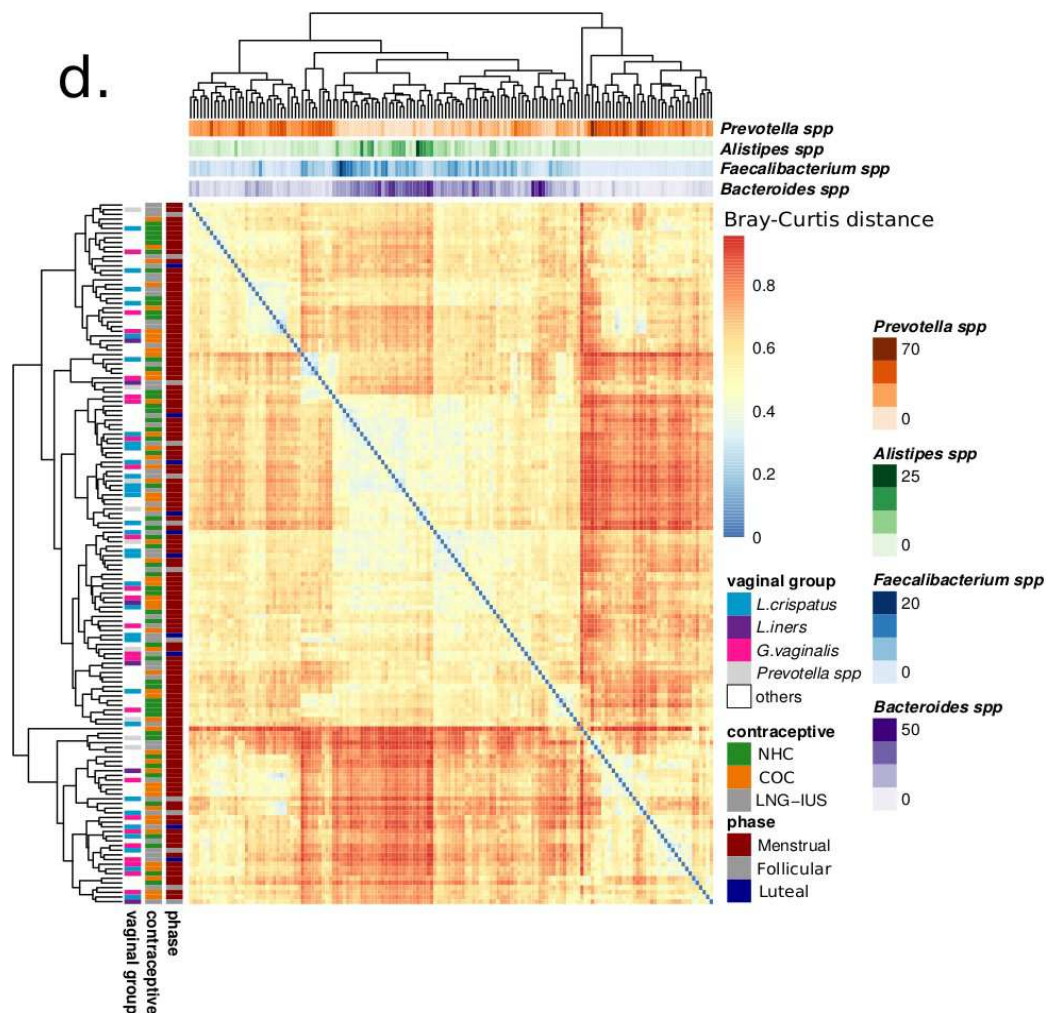 d.
Prevotella spp
Alistipes spp
Faecalibacterium spp
Bacteroides spp
Bray-Curtis distance
0.8
0.6
0.4
0.2
0
Prevotella spp
70
0
Alistipes spp
25
0
Faecalibacterium spp
20
0
Bacteroides spp
50
0
vaginal group
L.crispatus
L.iners
G.vaginalis
Prevotella spp
others
contraceptive
NHC
COC
LNG-IUS
phase
Menstrual
Follicular
Luteal
vaginal group
contraceptive
phase